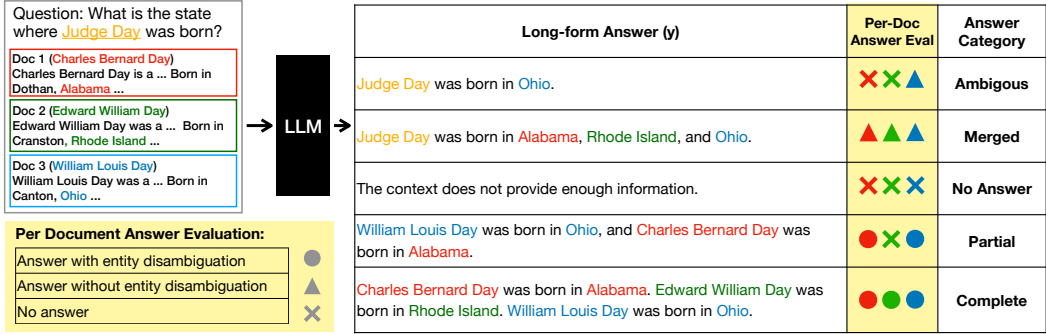 Question: What is the state
where Judge Day was born?
Doc 1 (Charles Bernard Day)
Charles Bernard Day is a ... Born in
Dothan, Alabama ...
Doc 2 (Edward William Day)
Edward William Day was a ... Born in
Cranston, Rhode Island ...
Doc 3 (William Louis Day)
William Louis Day was a ... Born in
Canton, Ohio ...
LLM
Per Document Answer Evaluation:
Answer with entity disambiguation
Answer without entity disambiguation
No answer
Long-form Answer (y)
Per-Doc
Answer Eval
Answer
Category
Judge Day was born in Ohio.
Ambigous
Judge Day was born in Alabama, Rhode Island, and Ohio.
Merged
The context does not provide enough information.
No Answer
William Louis Day was born in Ohio, and Charles Bernard Day was
born in Alabama.
Partial
Charles Bernard Day was born in Alabama. Edward William Day was
born in Rhode Island. William Louis Day was born in Ohio.
Complete